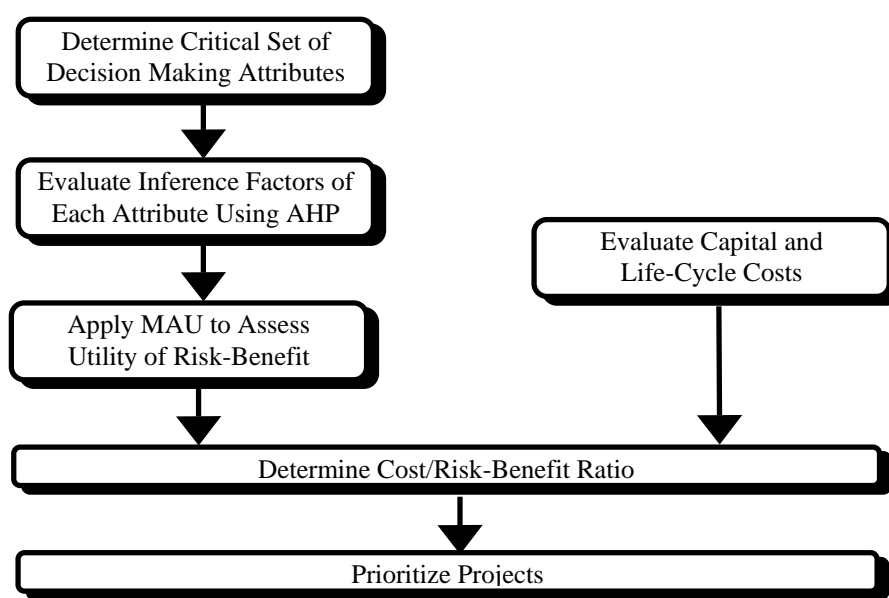 Determine Critical Set of
Decision Making Attributes
Evaluate Inference Factors of
Each Attribute Using AHP
Evaluate Capital and
Life-Cycle Costs
Apply MAU to Assess
Utility of Risk-Benefit
Determine Cost/Risk-Benefit Ratio
Prioritize Projects